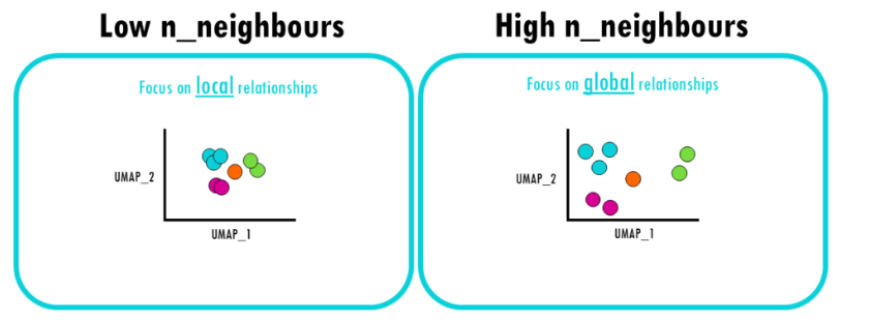 Low n_neighbours
Focus on local relationships
UMAP_2
UMAP_1
High n_neighbours
Focus on global relationships
UMAP_2
UMAP_1